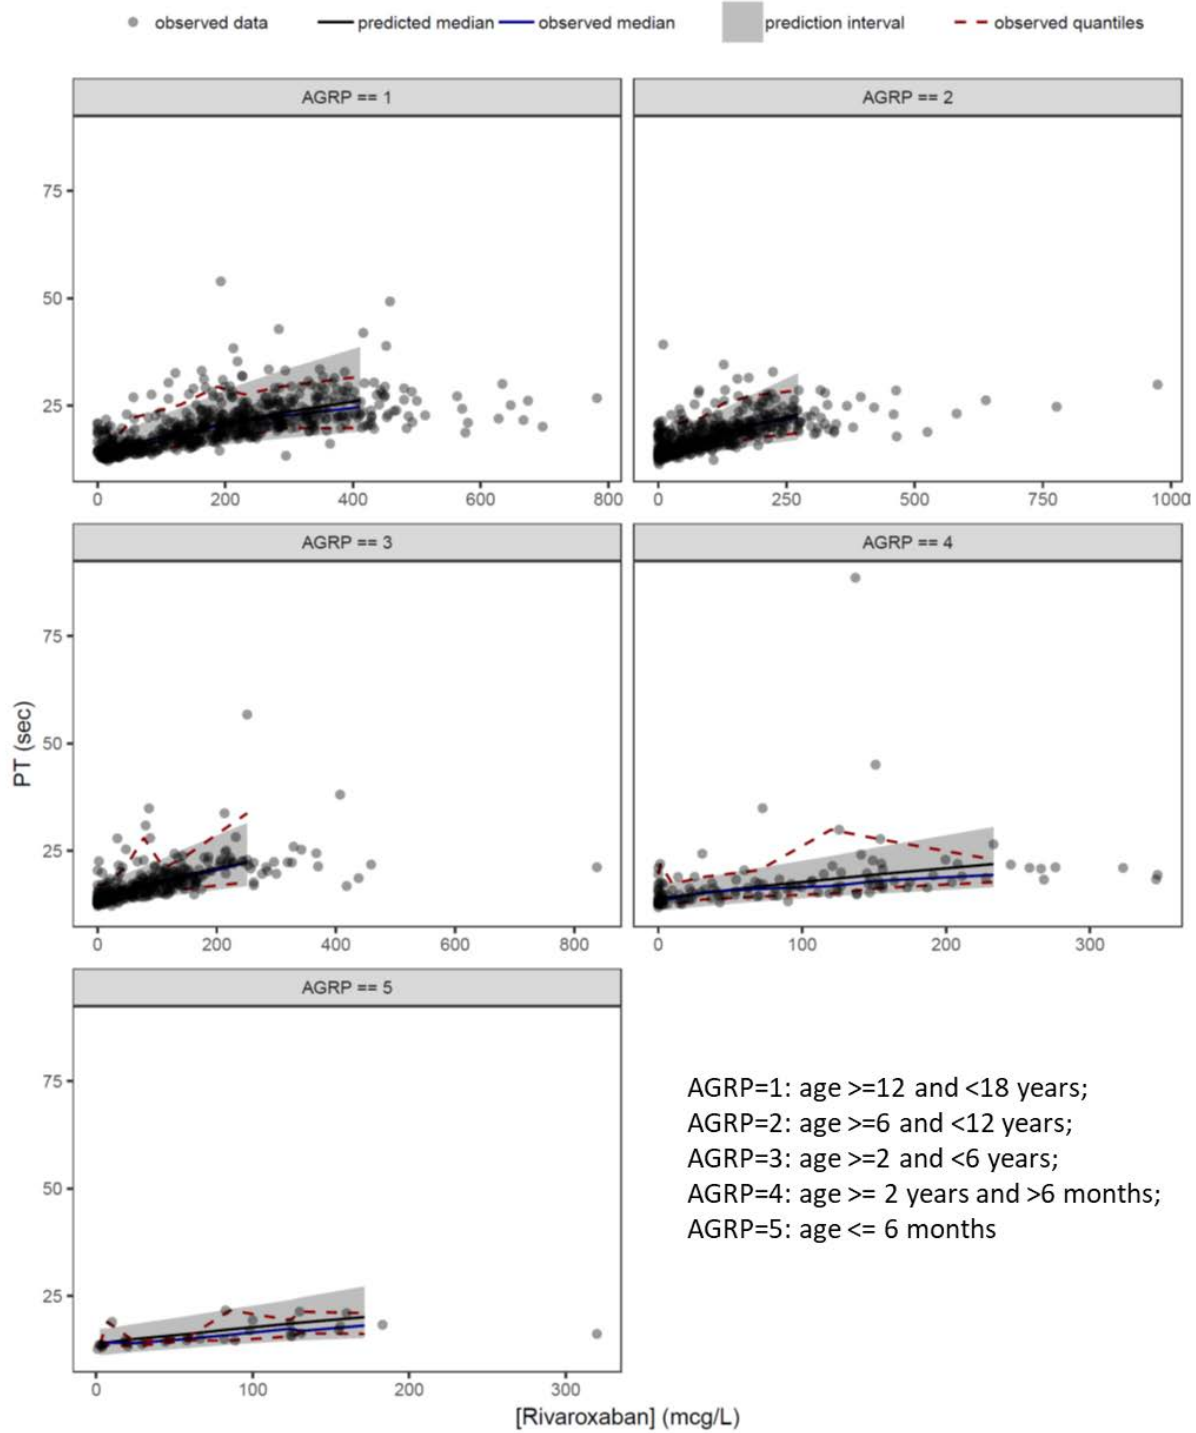 observed data predicted median observed median prediction interval observed quantiles
AGRP == 1 AGRP == 2
75
50
25
0 200 400 600 800 0 250 500 750 1000
AGRP == 3 AGRP == 4
75
50
25
0 200 400 600 800 0 100 200 300
PT (sec)
AGRP == 5
75
50
25
0 100 200 300
[Rivaroxaban] (mcg/L)
AGRP=1: age >=12 and <18 years;
AGRP=2: age >=6 and <12 years;
AGRP=3: age >=2 and <6 years;
AGRP=4: age >= 2 years and >6 months;
AGRP=5: age <= 6 months